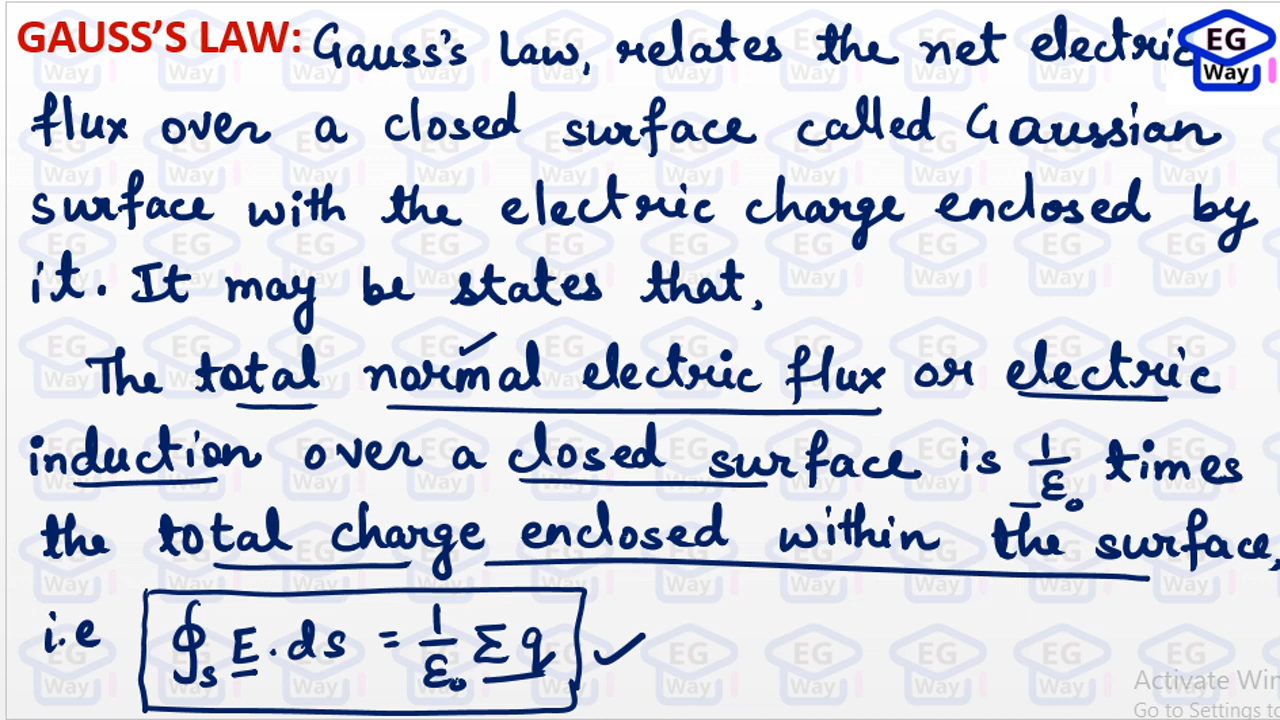 GAUSS'S LAW: Gauss's law, relates the net electric
EG
Way
flux over a closed surface called Gaussian
surface with the electric charge enclosed by
it. It may be states that,
The total normal electric flux or electric
induction over a closed surface is 1/ε₀ times
the total charge enclosed within the surface,
i.e ∮s E. ds = 1/ε₀ Σ q
Activate Win
Go to Settings to